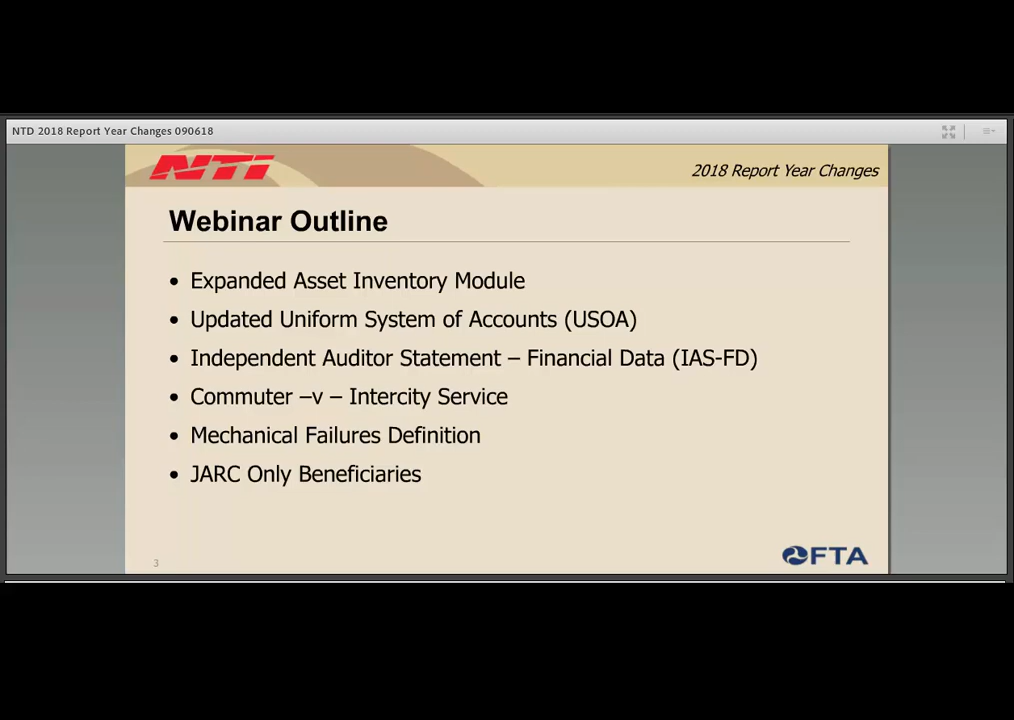 NTD 2018 Report Year Changes 090618
NTI
2018 Report Year Changes
Webinar Outline
• Expanded Asset Inventory Module
• Updated Uniform System of Accounts (USOA)
• Independent Auditor Statement – Financial Data (IAS-FD)
• Commuter –v – Intercity Service
• Mechanical Failures Definition
• JARC Only Beneficiaries
3
FTA